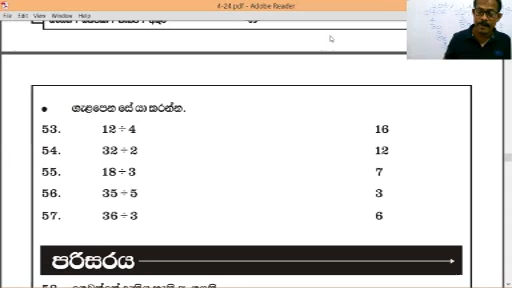 4-24.pdf - Adobe Reader
File Edit View Window Help
● ගැළපෙන සේ යා කරන්න.
53. 12 ÷ 4 16
54. 32 ÷ 2 12
55. 18 ÷ 3 7
56. 35 ÷ 5 3
57. 36 ÷ 3 6
පරිසරය